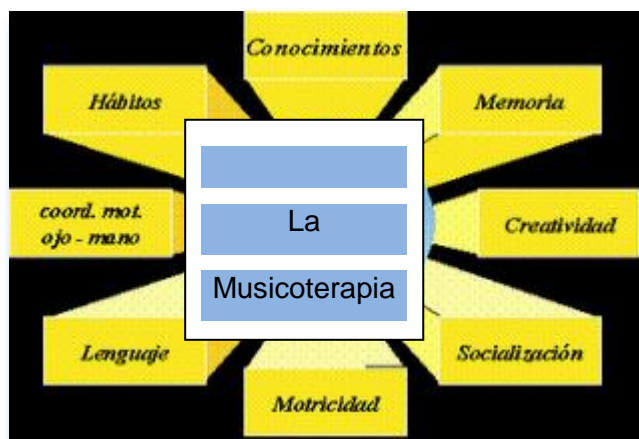 Conocimientos
Hábitos
Memoria
La
Musicoterapia
coord. mot.
ojo - mano
Creatividad
Lenguaje
Socialización
Motricidad